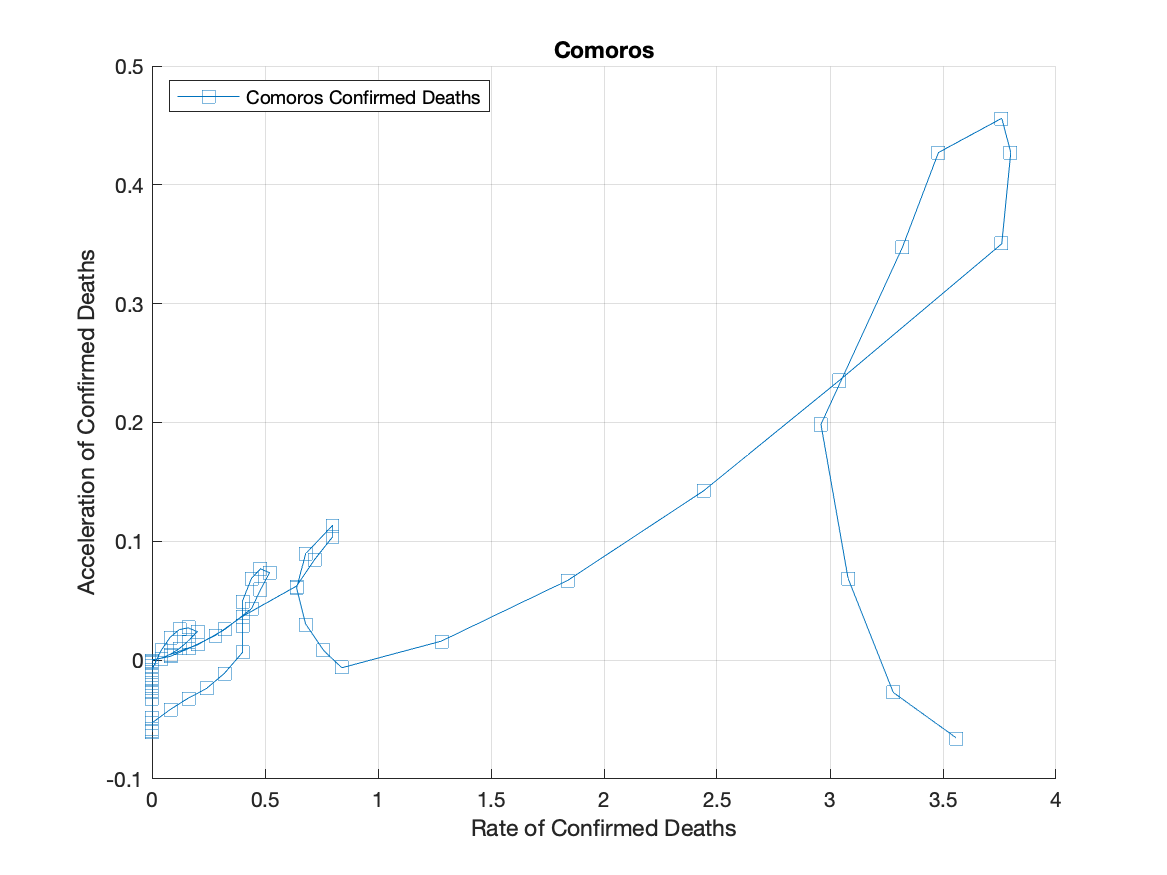 Comoros
Comoros Confirmed Deaths
0.5
0.4
0.3
0.2
0.1
0
-0.1
Acceleration of Confirmed Deaths
0 0.5 1 1.5 2 2.5 3 3.5 4
Rate of Confirmed Deaths